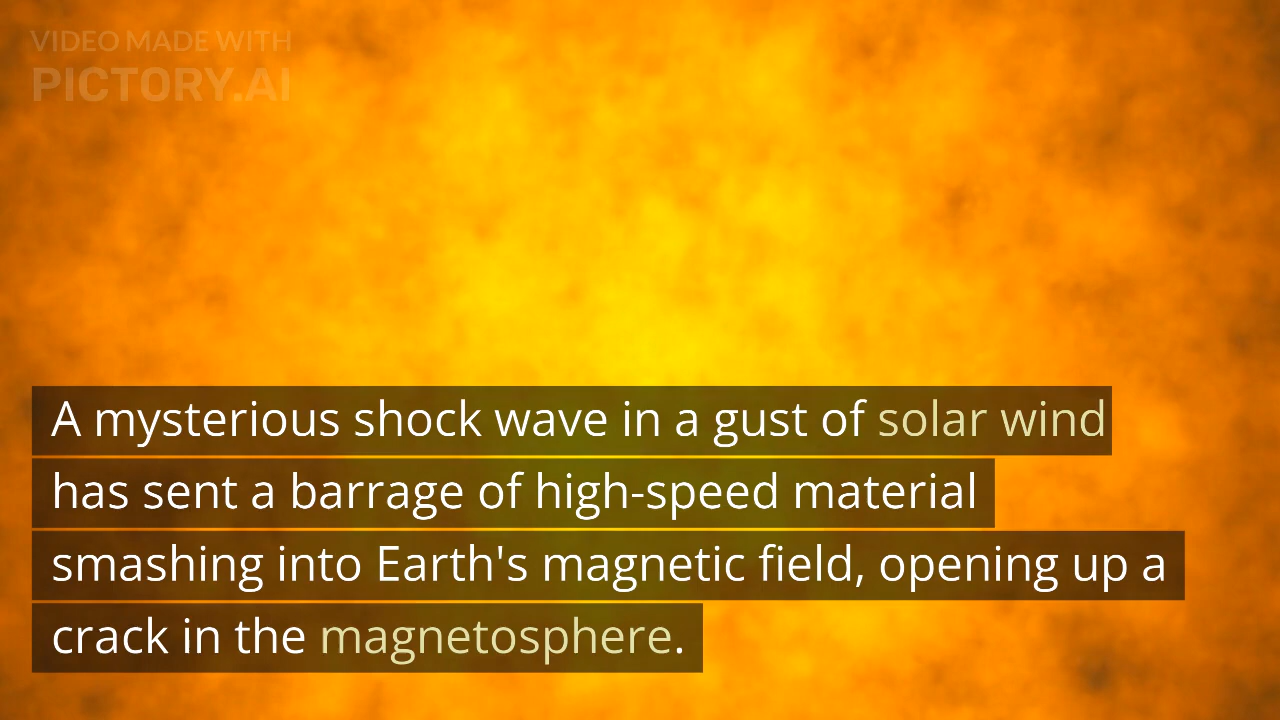 VIDEO MADE WITH
PICTORY.AI
A mysterious shock wave in a gust of solar wind
has sent a barrage of high-speed material
smashing into Earth's magnetic field, opening up a
crack in the magnetosphere.